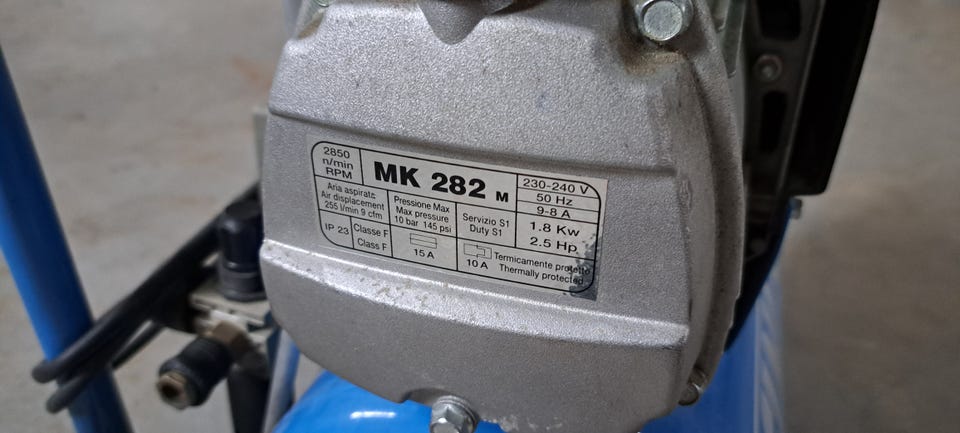 2850
n/min
RPM
MK 282 M
230-240 V
50 Hz
9-8 A
Aria aspirata
Air displacement
255 l/min 9 cfm
Pressione Max
Max pressure
10 bar 145 psi
Servizio S1
Duty S1
1.8 Kw
2.5 Hp
IP 23
Classe F
Class F
15 A
10 A
Termicamente protetto
Thermally protected